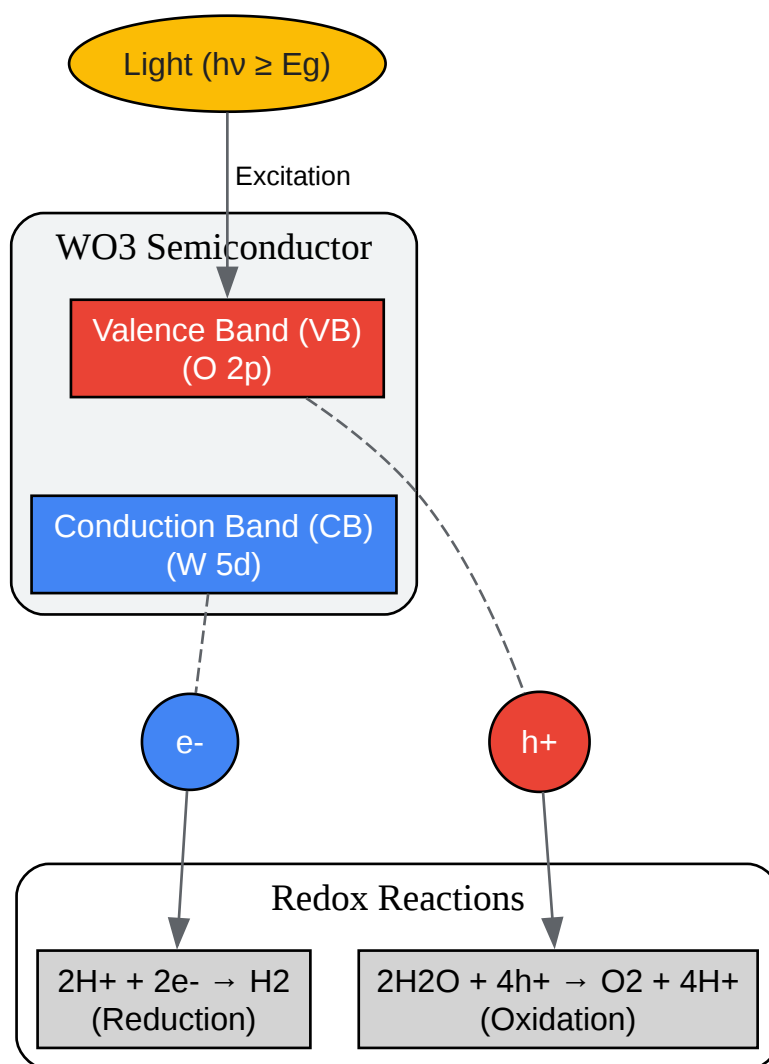 Light (hν ≥ Eg)
Excitation
WO3 Semiconductor
Valence Band (VB)
(O 2p)
Conduction Band (CB)
(W 5d)
e-
h+
Redox Reactions
2H+ + 2e- → H2
(Reduction)
2H2O + 4h+ → O2 + 4H+
(Oxidation)